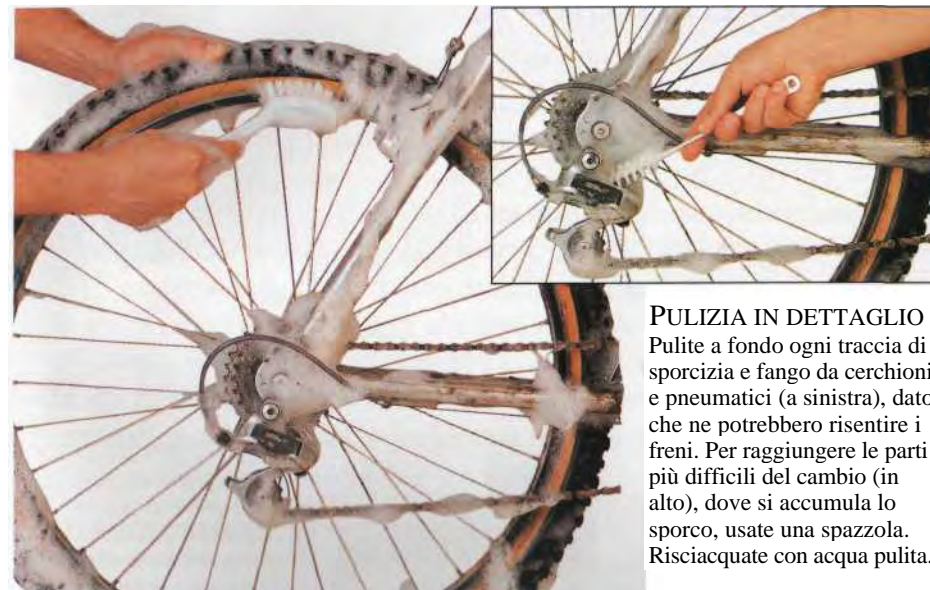 PULIZIA IN DETTAGLIO
Pulite a fondo ogni traccia di
sporcizia e fango da cerchioni
e pneumatici (a sinistra), dato
che ne potrebbero risentire i
freni. Per raggiungere le parti
più difficili del cambio (in
alto), dove si accumula lo
sporco, usate una spazzola.
Risciacquate con acqua pulita.